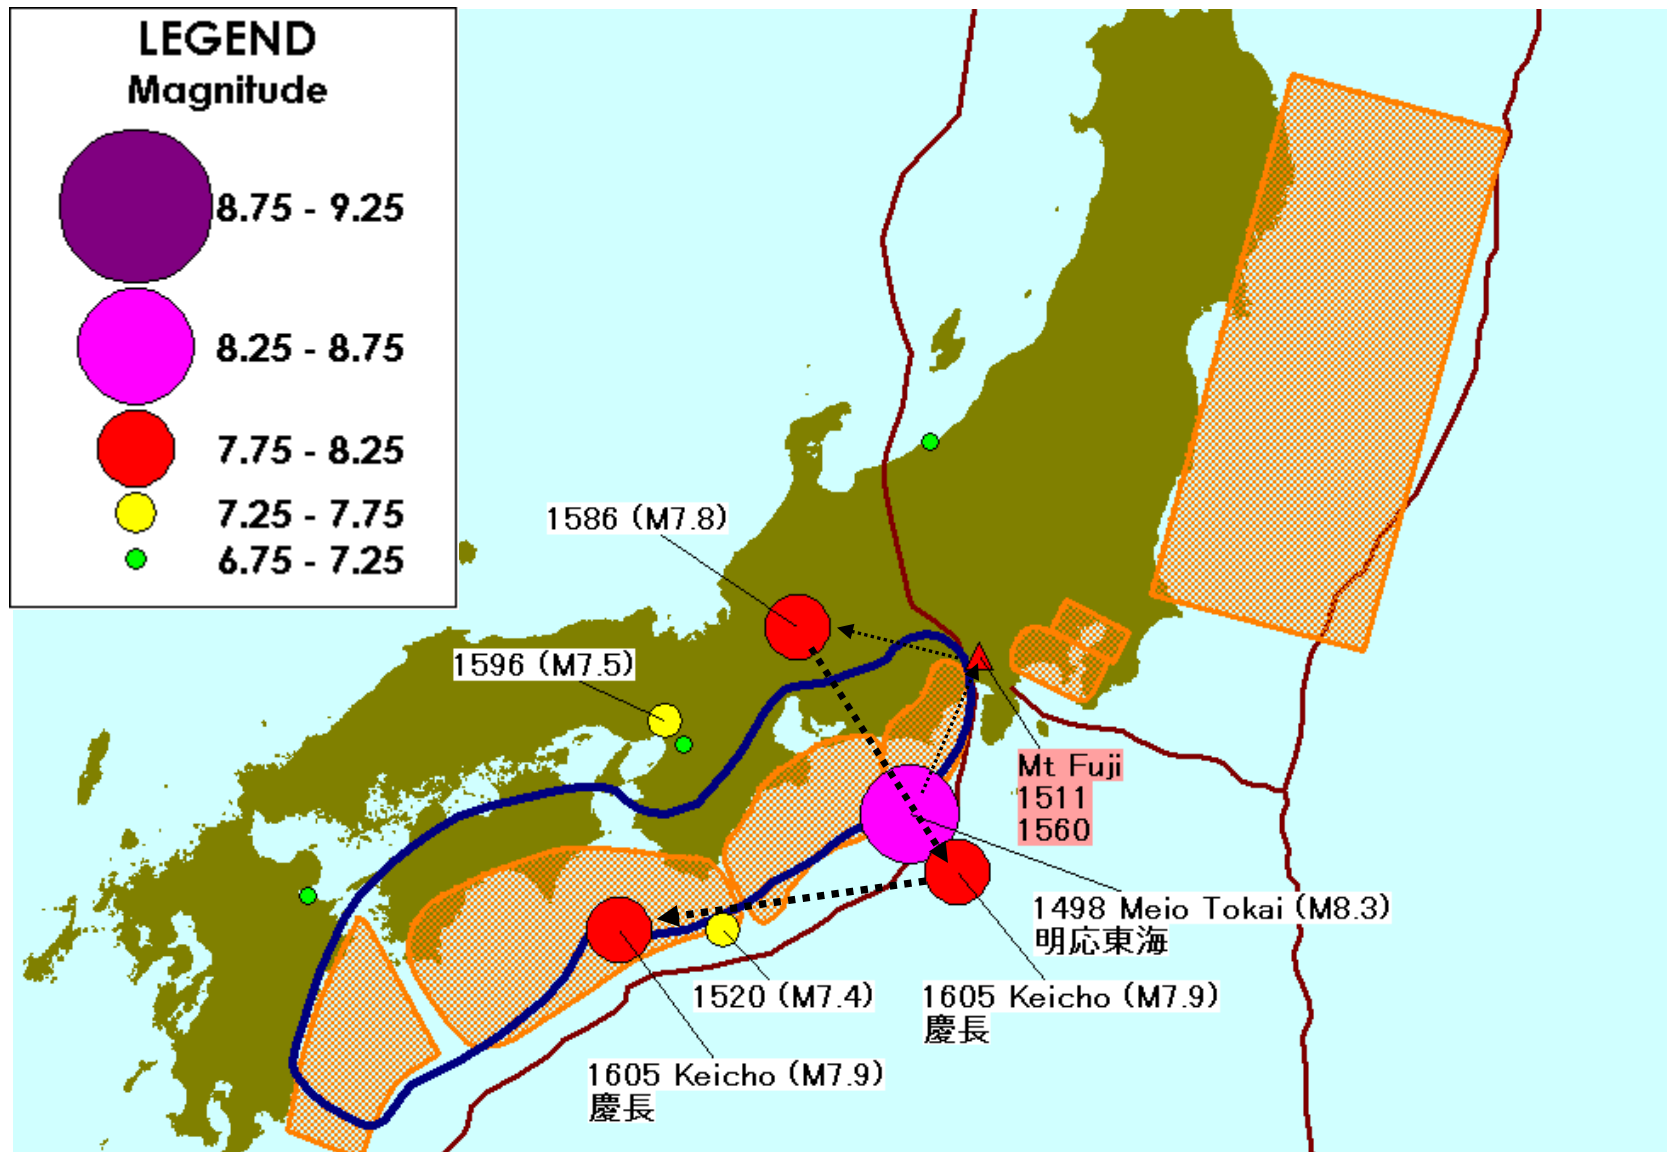 LEGEND
Magnitude
8.75 - 9.25
8.25 - 8.75
7.75 - 8.25
7.25 - 7.75
6.75 - 7.25
1586 (M7.8)
1596 (M7.5)
Mt Fuji
1511
1560
1498 Meio Tokai (M8.3)
明応東海
1520 (M7.4)
1605 Keicho (M7.9)
慶長
1605 Keicho (M7.9)
慶長